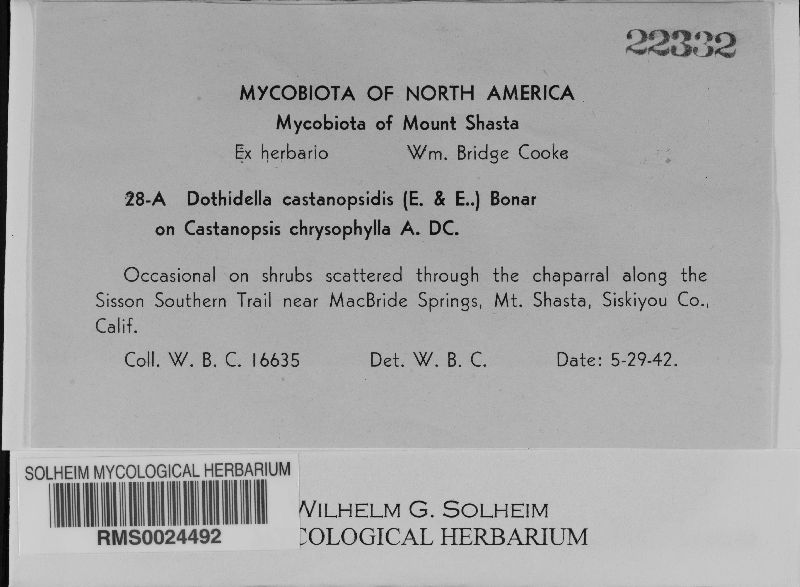 22332
MYCOBIOTA OF NORTH AMERICA
Mycobiota of Mount Shasta
Ex herbario Wm. Bridge Cooke
28-A Dothidella castanopsidis (E. & E..) Bonar
on Castanopsis chrysophylla A. DC.
Occasional on shrubs scattered through the chaparral along the
Sisson Southern Trail near MacBride Springs, Mt. Shasta, Siskiyou Co.,
Calif.
Coll. W. B. C. 16635 Det. W. B. C. Date: 5-29-42.
SOLHEIM MYCOLOGICAL HERBARIUM
RMS0024492
WILHELM G. SOLHEIM
COLOGICAL HERBARIUM